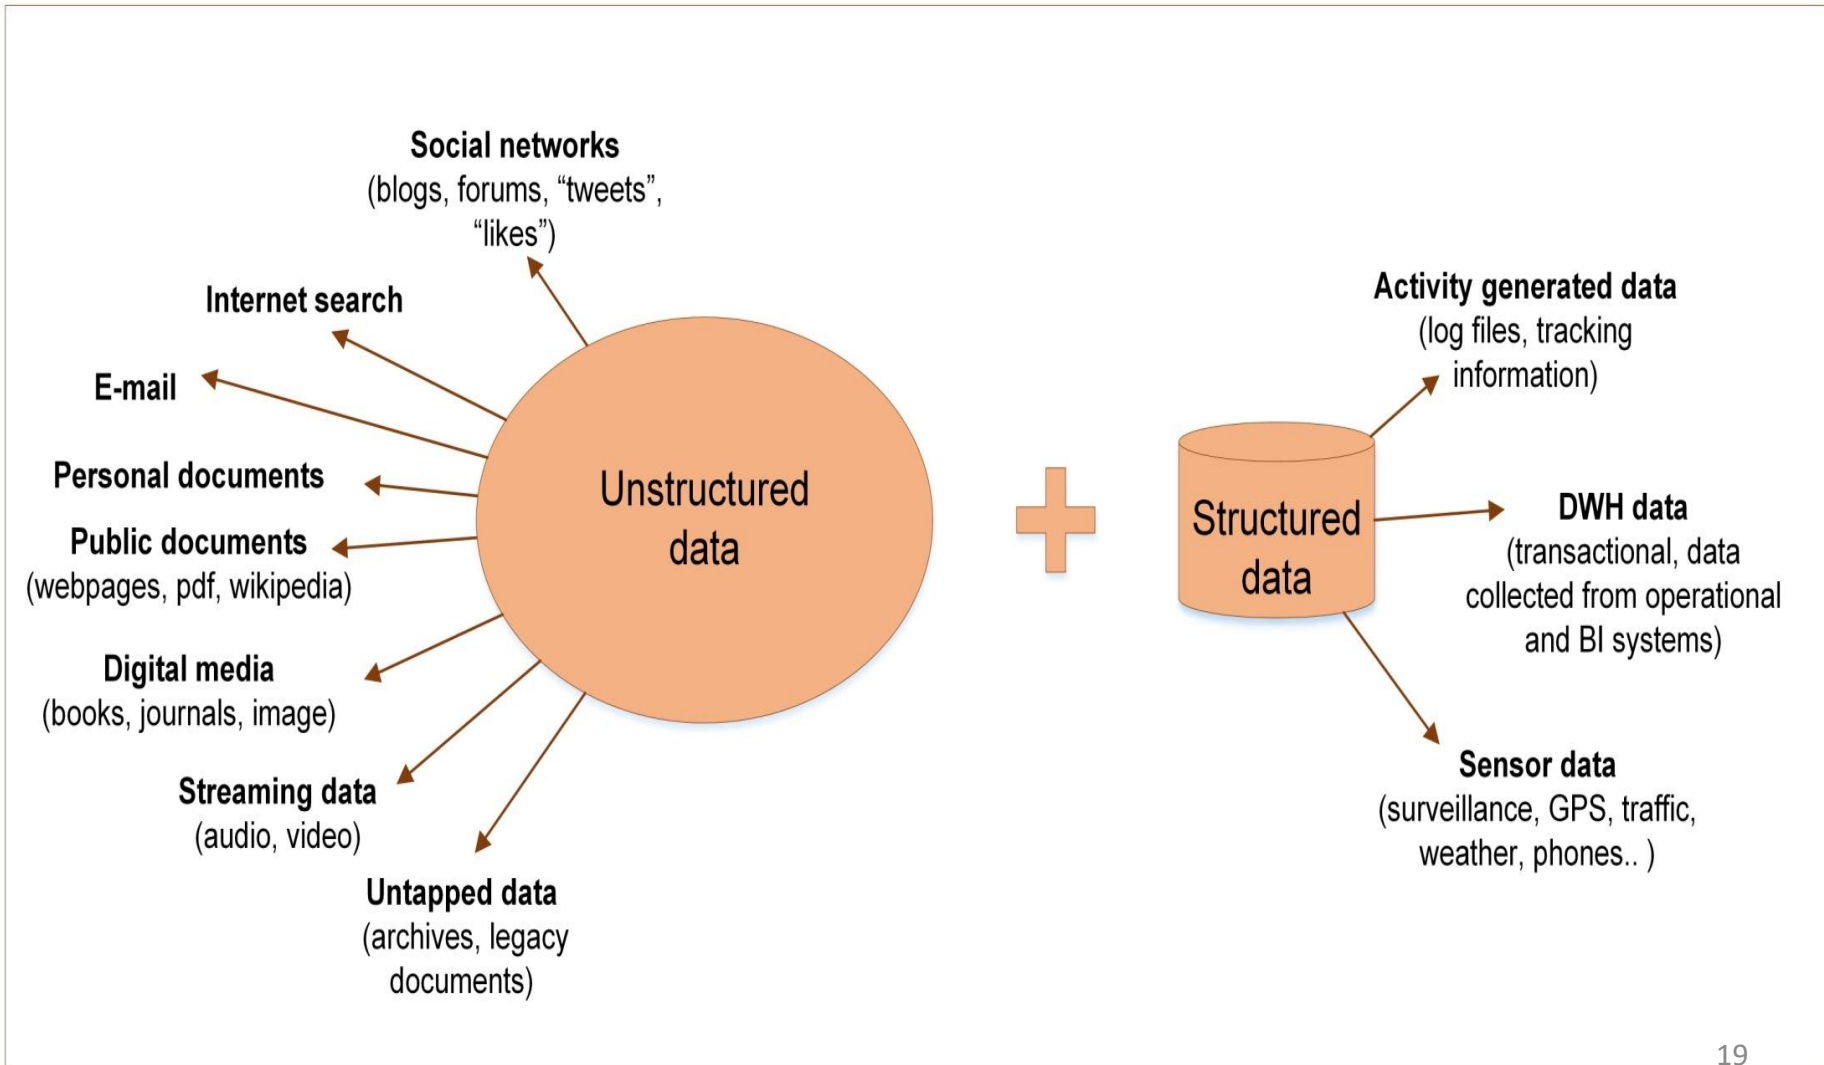 Social networks
(blogs, forums, “tweets”,
“likes”)
Internet search
E-mail
Personal documents
Public documents
(webpages, pdf, wikipedia)
Digital media
(books, journals, image)
Streaming data
(audio, video)
Untapped data
(archives, legacy
documents)
Unstructured
data
Structured
data
Activity generated data
(log files, tracking
information)
DWH data
(transactional, data
collected from operational
and BI systems)
Sensor data
(surveillance, GPS, traffic,
weather, phones.. )
19